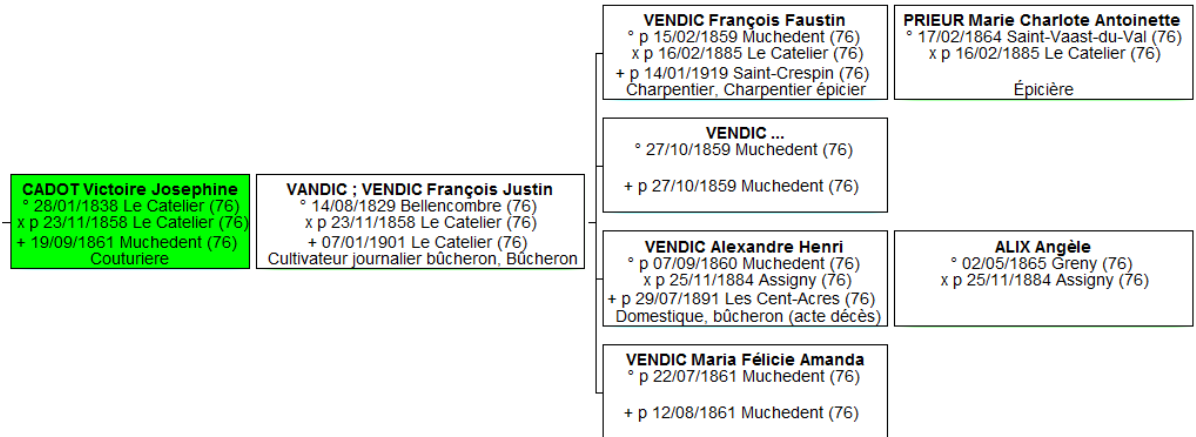 CADOT Victoire Josephine
° 28/01/1838 Le Catelier (76)
x p 23/11/1858 Le Catelier (76)
+ 19/09/1861 Muchedent (76)
Couturiere
VANDIC ; VENDIC François Justin
° 14/08/1829 Bellencombre (76)
x p 23/11/1858 Le Catelier (76)
+ 07/01/1901 Le Catelier (76)
Cultivateur journalier bûcheron, Bûcheron
VENDIC François Faustin
° p 15/02/1859 Muchedent (76)
x p 16/02/1885 Le Catelier (76)
+ p 14/01/1919 Saint-Crespin (76)
Charpentier, Charpentier épicier
PRIEUR Marie Charlote Antoinette
° 17/02/1864 Saint-Vaast-du-Val (76)
x p 16/02/1885 Le Catelier (76)
Épicière
VENDIC ...
° 27/10/1859 Muchedent (76)
+ p 27/10/1859 Muchedent (76)
VENDIC Alexandre Henri
° p 07/09/1860 Muchedent (76)
x p 25/11/1884 Assigny (76)
+ p 29/07/1891 Les Cent-Acres (76)
Domestique, bûcheron (acte décès)
ALIX Angèle
° 02/05/1865 Greny (76)
x p 25/11/1884 Assigny (76)
VENDIC Maria Félicie Amanda
° p 22/07/1861 Muchedent (76)
+ p 12/08/1861 Muchedent (76)